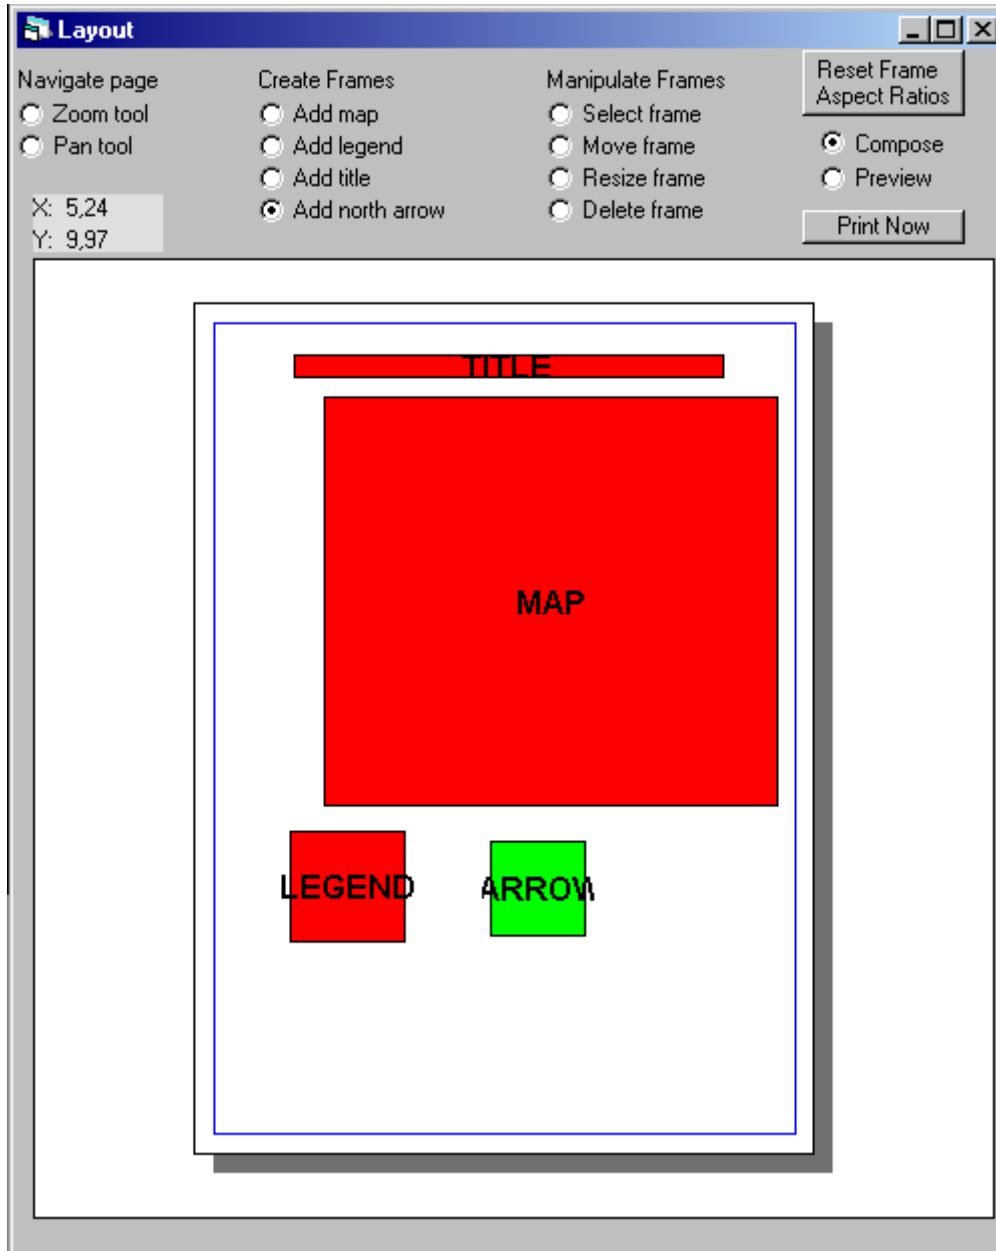 Layout
Navigate page
Zoom tool
Pan tool
X: 5,24
Y: 9,97
Create Frames
Add map
Add legend
Add title
Add north arrow
Manipulate Frames
Select frame
Move frame
Resize frame
Delete frame
Reset Frame
Aspect Ratios
Compose
Preview
Print Now
TITLE
MAP
LEGEND
ARROW